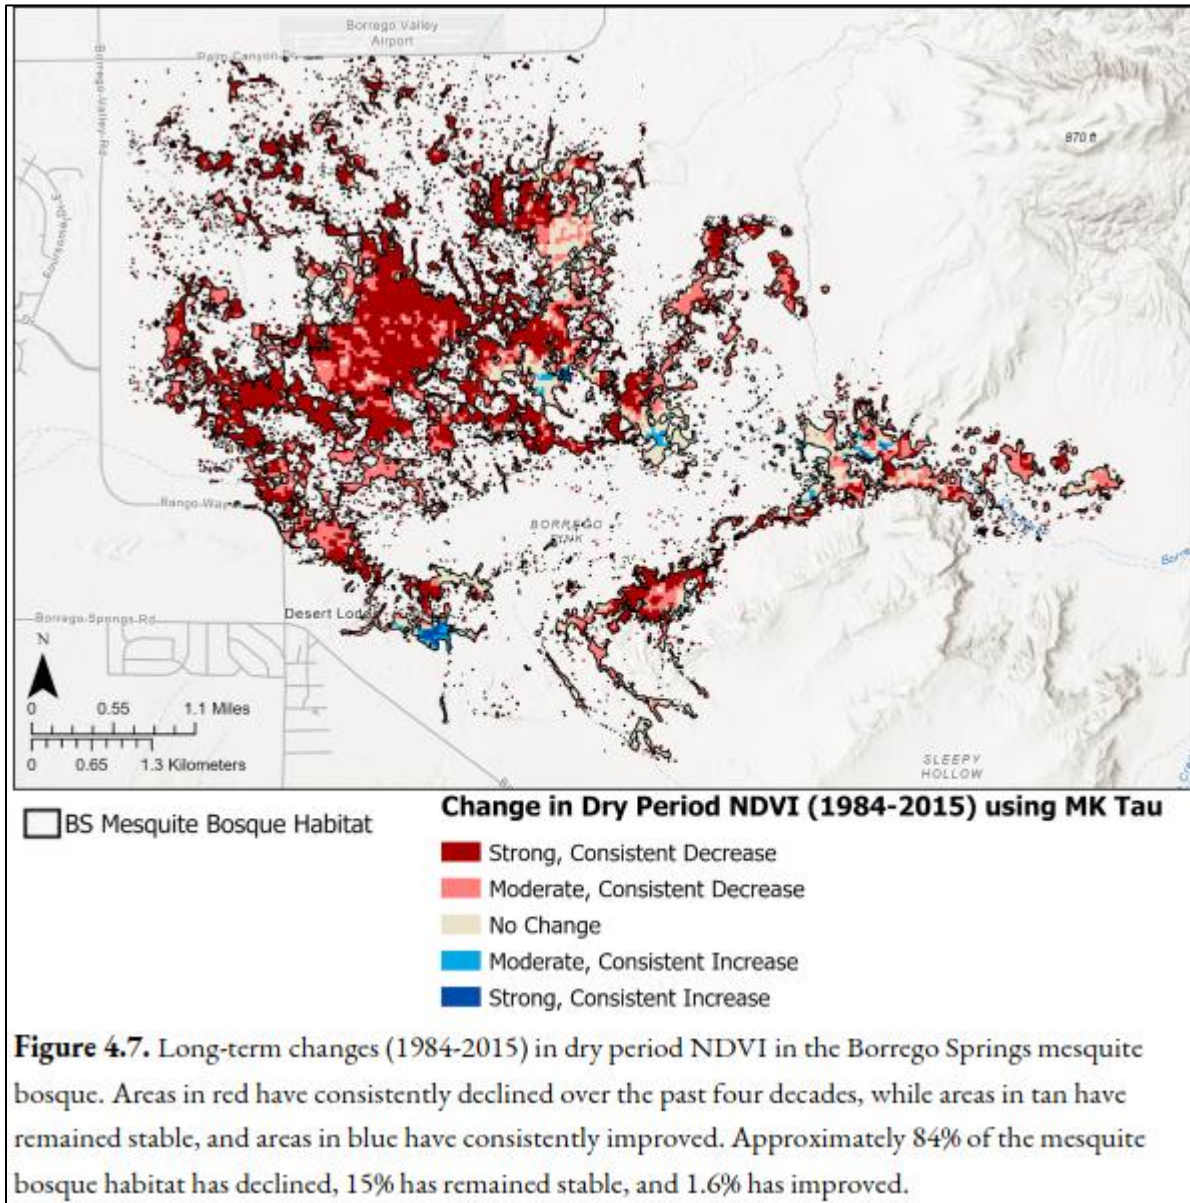 Borrego Valley
Airport
Palm Canyon Dr
Borrego-Valley-Rd
870 ft
Rango-Way
BORREGO
SINK
Desert Lodge
Borrego-Springs Rd
N
0 0.55 1.1 Miles
0 0.65 1.3 Kilometers
SLEEPY
HOLLOW
BS Mesquite Bosque Habitat
Change in Dry Period NDVI (1984-2015) using MK Tau
Strong, Consistent Decrease
Moderate, Consistent Decrease
No Change
Moderate, Consistent Increase
Strong, Consistent Increase
Figure 4.7. Long-term changes (1984-2015) in dry period NDVI in the Borrego Springs mesquite
bosque. Areas in red have consistently declined over the past four decades, while areas in tan have
remained stable, and areas in blue have consistently improved. Approximately 84% of the mesquite
bosque habitat has declined, 15% has remained stable, and 1.6% has improved.